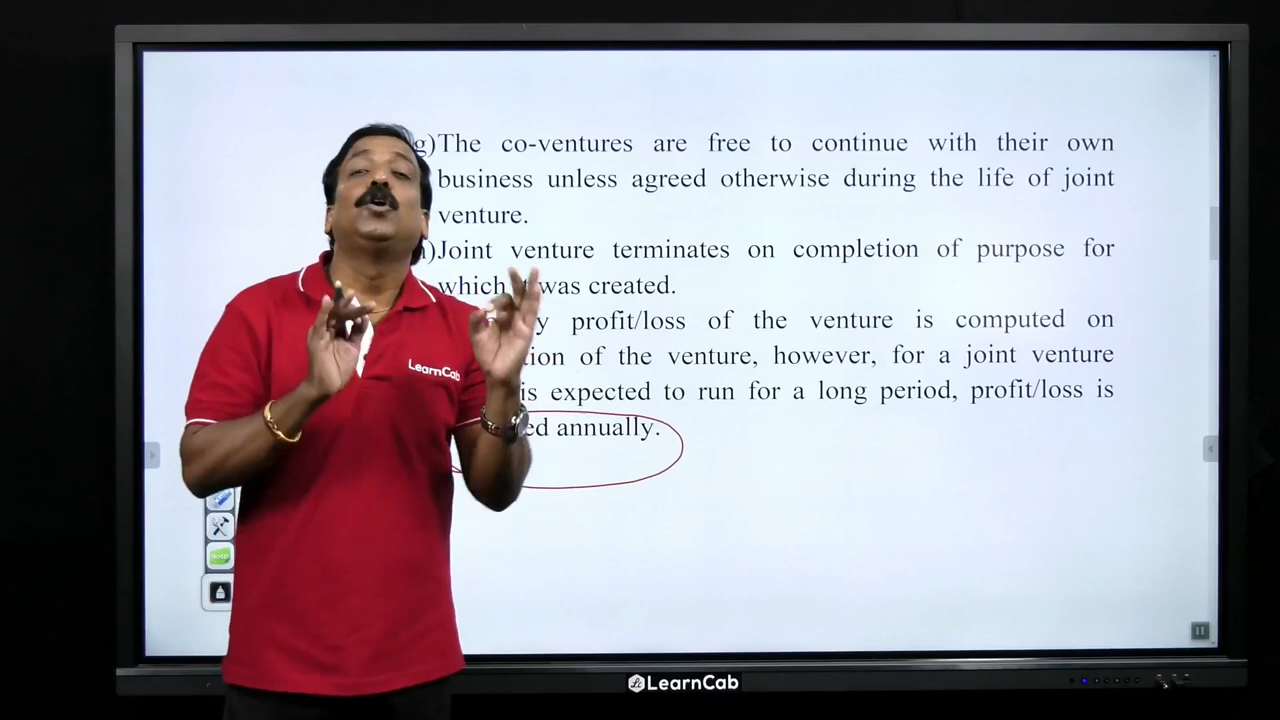 g) The co-ventures are free to continue with their own
business unless agreed otherwise during the life of joint
venture.
) Joint venture terminates on completion of purpose for
which it was created.
y profit/loss of the venture is computed on
tion of the venture, however, for a joint venture
is expected to run for a long period, profit/loss is
ed annually.
LearnCab
Note
LearnCab